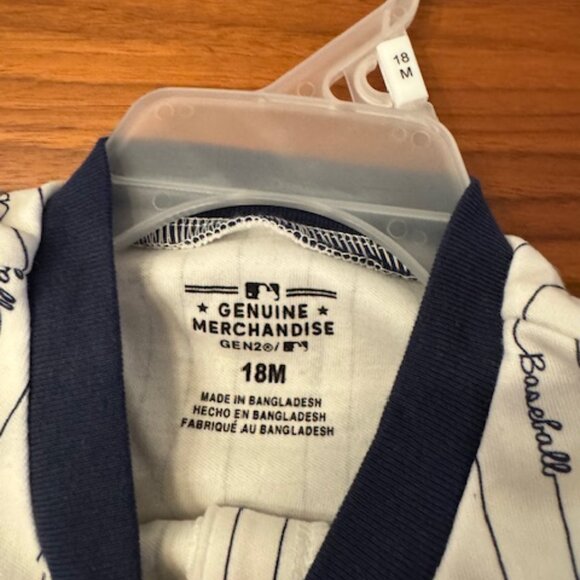 18
M
GENUINE
MERCHANDISE
GEN2®/
18M
MADE IN BANGLADESH
HECHO EN BANGLADESH
FABRIQUÉ AU BANGLADESH
Baseball